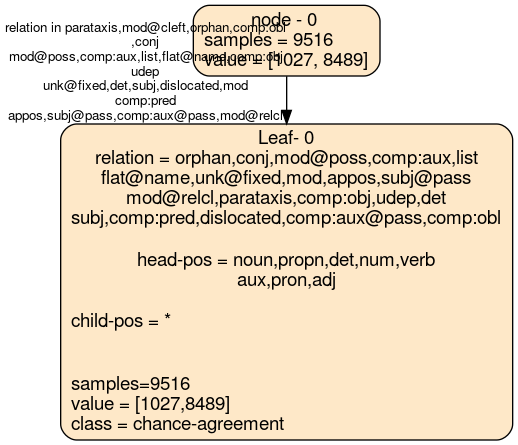 relation in parataxis,mod@cleft,orphan,comp:obl
,conj
mod@poss,comp:aux,list,flat@name,comp:obj
udep
unk@fixed,det,subj,dislocated,mod
comp:pred
appos,subj@pass,comp:aux@pass,mod@relcl
node - 0
samples = 9516
value = [1027, 8489]
Leaf- 0
relation = orphan,conj,mod@poss,comp:aux,list
flat@name,unk@fixed,mod,appos,subj@pass
mod@relcl,parataxis,comp:obj,udep,det
subj,comp:pred,dislocated,comp:aux@pass,comp:obl
head-pos = noun,propn,det,num,verb
aux,pron,adj
child-pos = *
samples=9516
value = [1027,8489]
class = chance-agreement